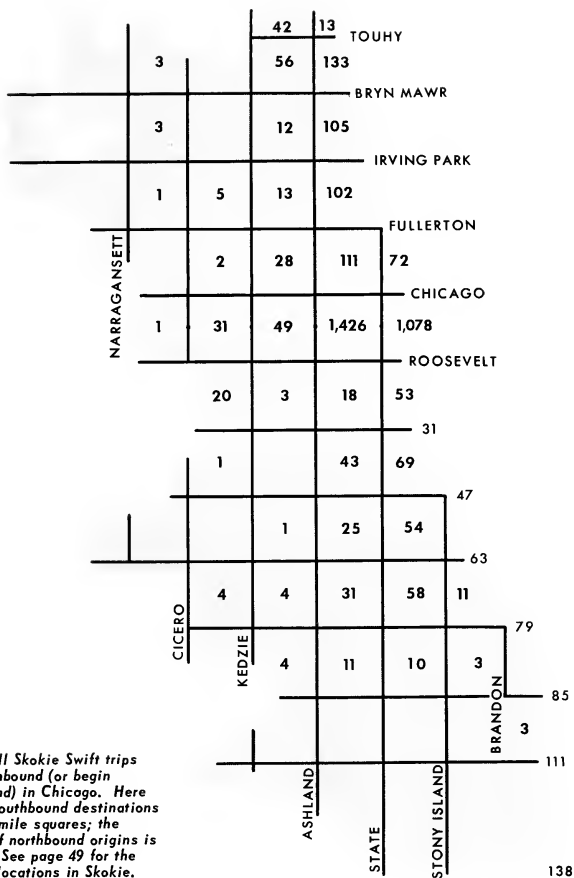 42 13
TOUHY
3 56 133
BRYN MAWR
3 12 105
IRVING PARK
1 5 13 102
FULLERTON
NARRAGANSETT
2 28 111 72
CHICAGO
1 31 49 1,426 1,078
ROOSEVELT
20 3 18 53
31
1 43 69
47
1 25 54
63
4 4 31 58 11
CICERO
KEDZIE
79
4 11 10 3
BRANDON
85
3
111
ASHLAND
STATE
STONY ISLAND
ll Skokie Swift trips
nbound (or begin
nd) in Chicago. Here
outhbound destinations
mile squares; the
f northbound origins is
See page 49 for the
locations in Skokie.
138